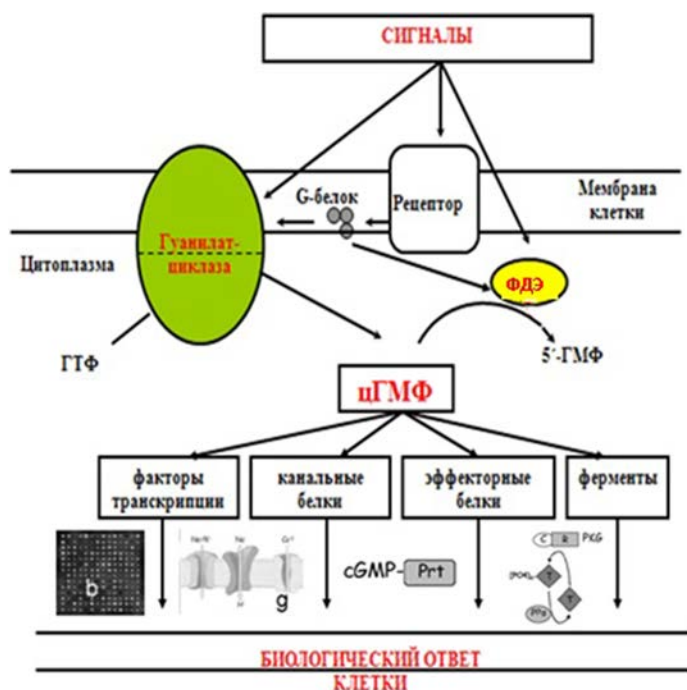 СИГНАЛЫ
G-белок
Рецептор
Мембрана
клетки
Гуанилат-
циклаза
Цитоплазма
ФДЭ
ГТФ
5´-ГМФ
цГМФ
факторы
транскрипции
канальные
белки
эффекторные
белки
ферменты
b
g
cGMP-
Prt
C
R
PKG
T
T
БИОЛОГИЧЕСКИЙ ОТВЕТ
КЛЕТКИ